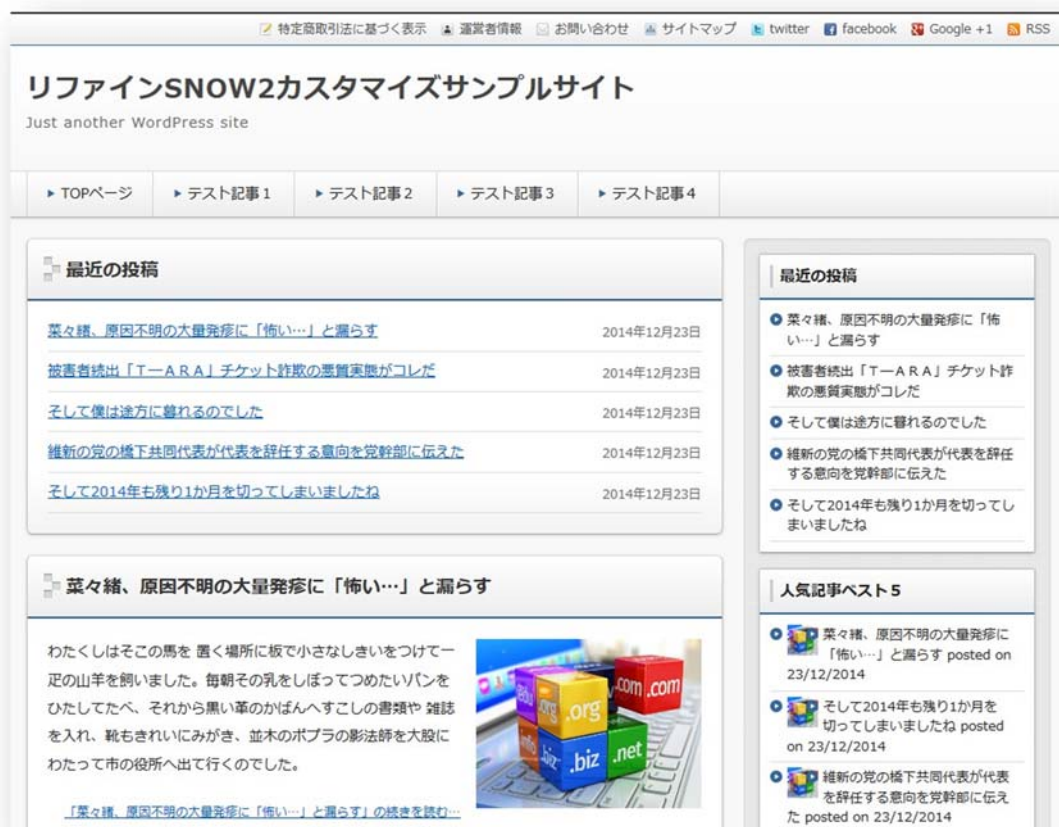 特定商取引法に基づく表示 運営者情報 お問い合わせ サイトマップ twitter facebook Google +1 RSS
リファインSNOW2カスタマイズサンプルサイト
Just another WordPress site
TOPページ テスト記事1 テスト記事2 テスト記事3 テスト記事4
最近の投稿
菜々緒、原因不明の大量発疹に「怖い…」と漏らす 2014年12月23日
被害者続出「T―ARA」チケット詐欺の悪質実態がコレだ 2014年12月23日
そして僕は途方に暮れるのでした 2014年12月23日
維新の党の橋下共同代表が代表を辞任する意向を党幹部に伝えた 2014年12月23日
そして2014年も残り1か月を切ってしまいましたね 2014年12月23日
菜々緒、原因不明の大量発疹に「怖い…」と漏らす
わたくしはそこの馬を 置く場所に板で小さなしきいをつけて一
疋の山羊を飼いました。毎朝その乳をしぼってつめたいパンを
ひたしてたべ、それから黒い革のかばんへすこしの書類や 雑誌
を入れ、靴もきれいにみがき、並木のポプラの影法師を大股に
わたって市の役所へ出て行くのでした。
「菜々緒、原因不明の大量発疹に「怖い…」と漏らす」の続きを読む…
.com .com
.org .org
.biz .biz .net
最近の投稿
菜々緒、原因不明の大量発疹に「怖
い…」と漏らす
被害者続出「T―ARA」チケット詐
欺の悪質実態がコレだ
そして僕は途方に暮れるのでした
維新の党の橋下共同代表が代表を辞任
する意向を党幹部に伝えた
そして2014年も残り1か月を切ってし
まいましたね
人気記事ベスト5
菜々緒、原因不明の大量発疹に
「怖い…」と漏らす posted on
23/12/2014
そして2014年も残り1か月を
切ってしまいましたね posted
on 23/12/2014
維新の党の橋下共同代表が代表
を辞任する意向を党幹部に伝え
た posted on 23/12/2014